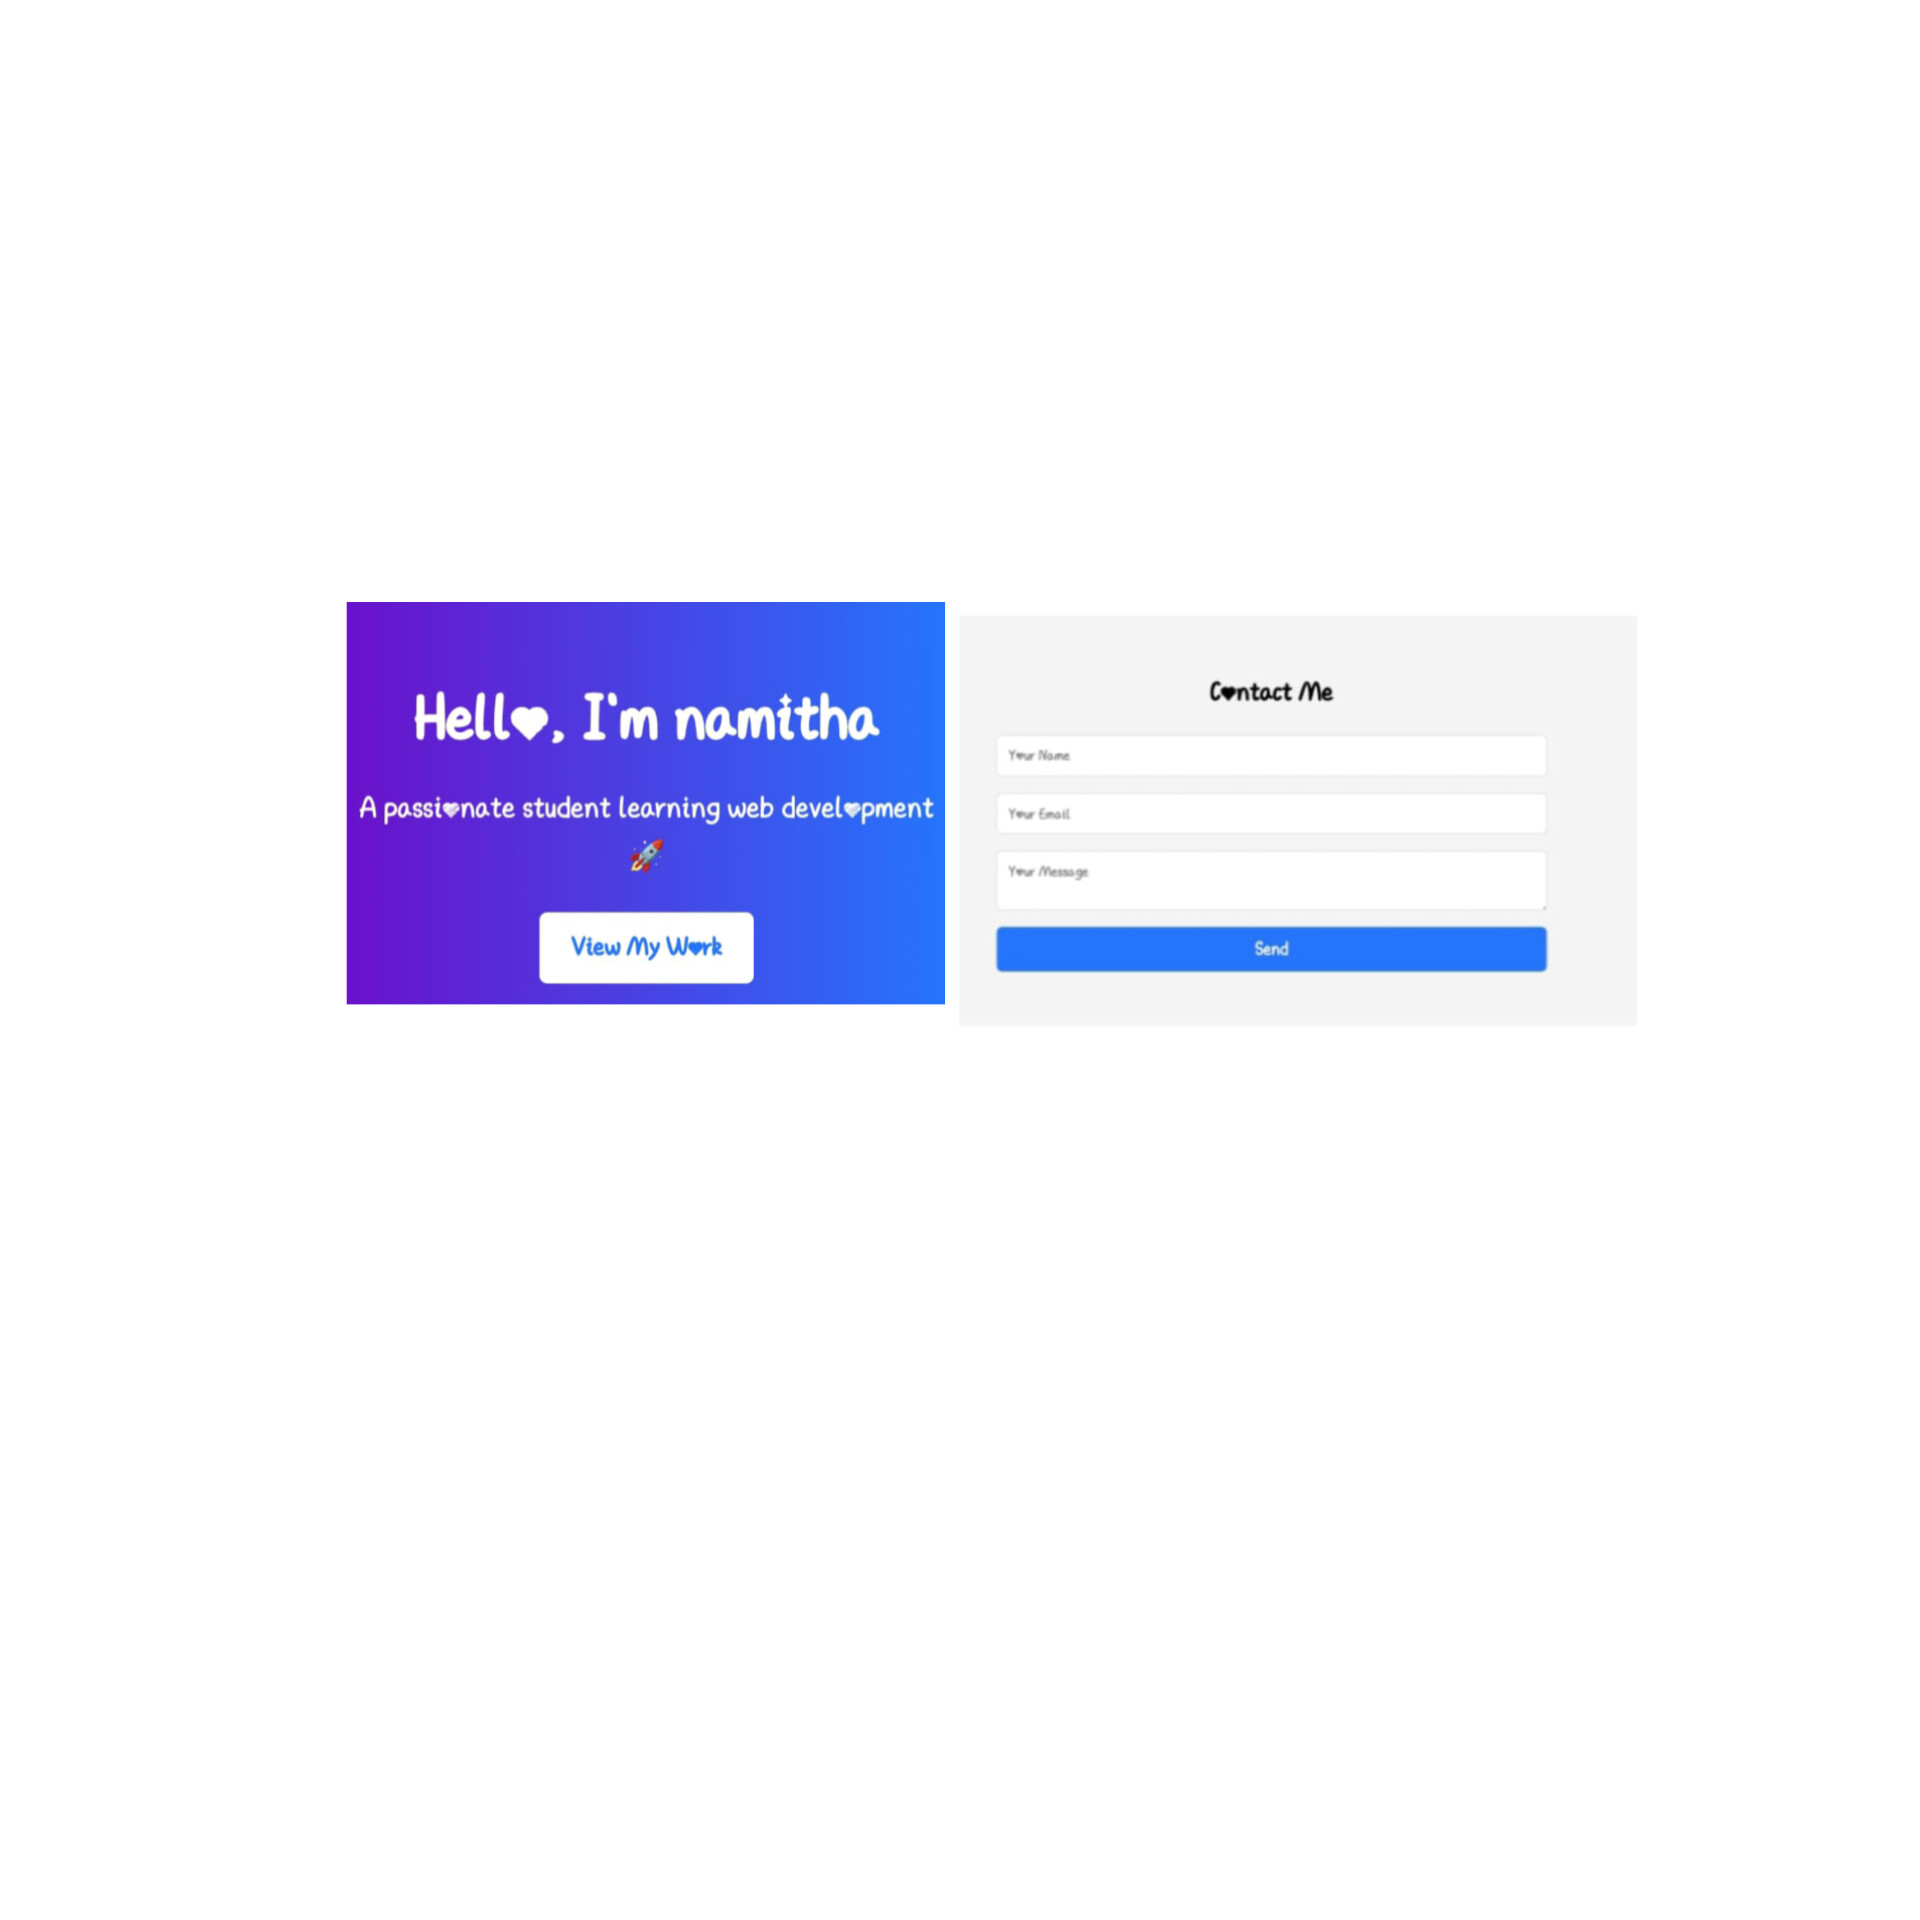 Hello, I'm namitha
A passionate student learning web development
🚀
View My Work
Contact Me
Your Name
Your Email
Your Message
Send